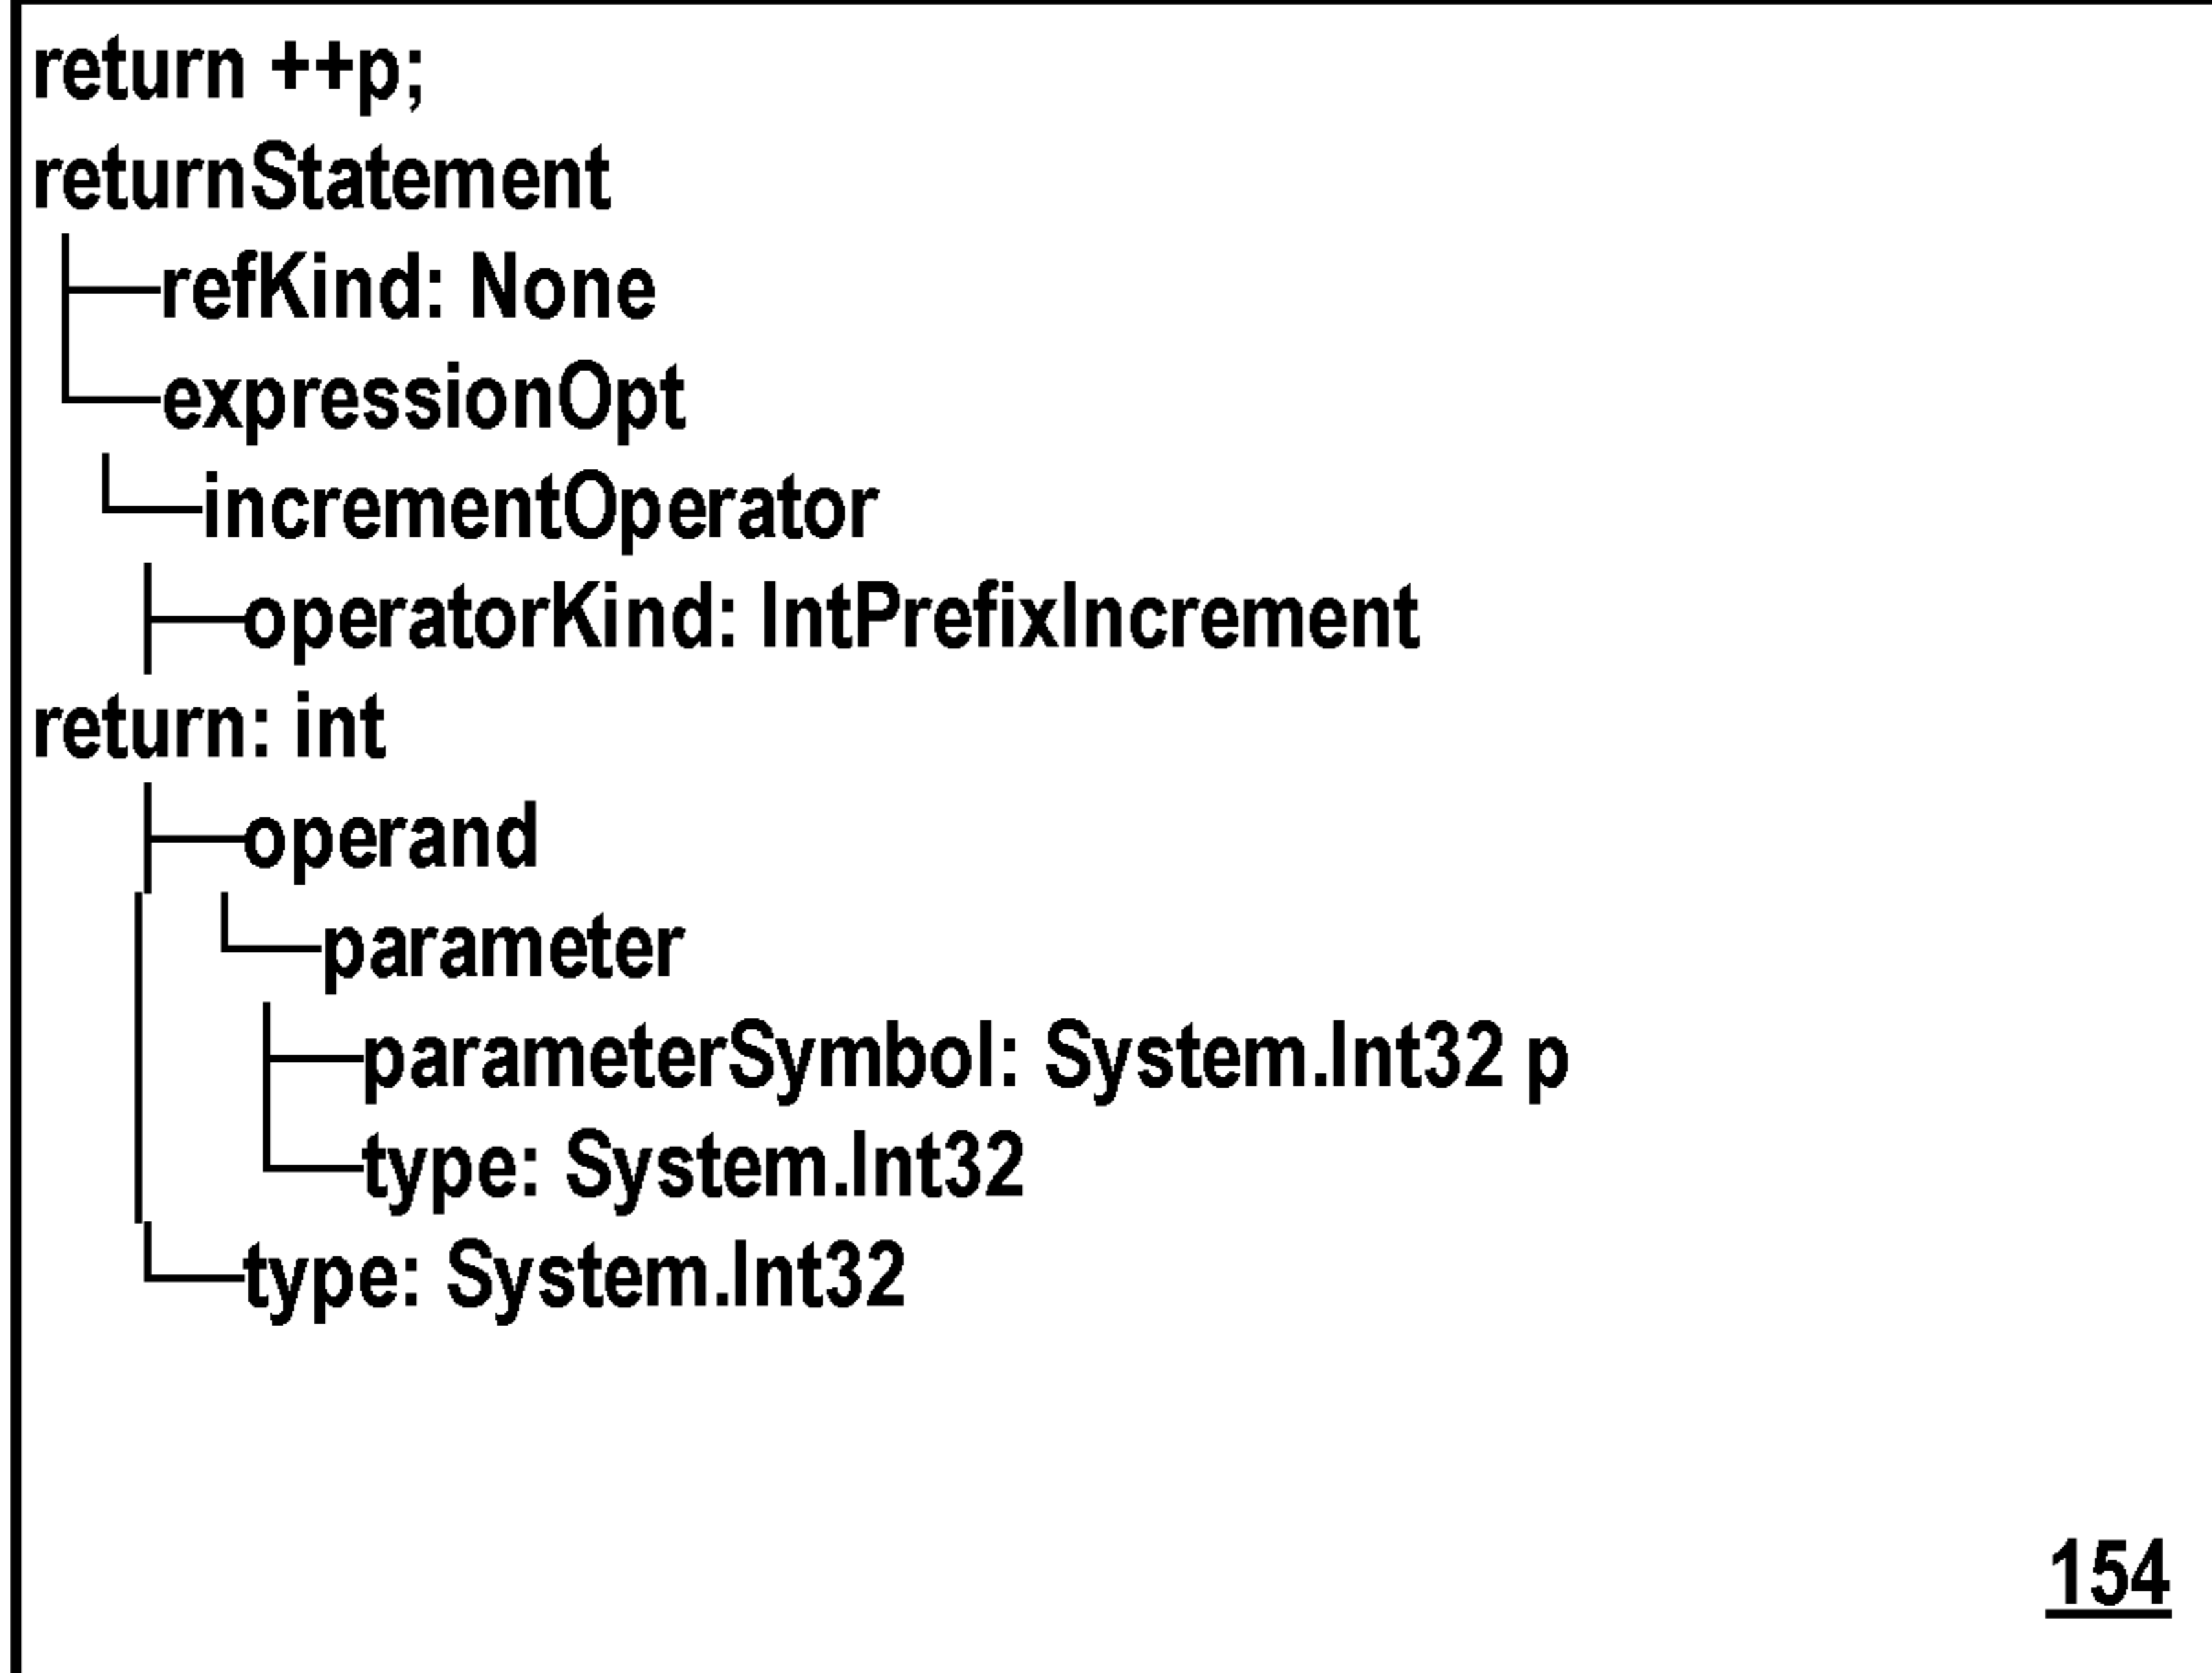 return ++p;
returnStatement
refKind: None
expressionOpt
incrementOperator
operatorKind: IntPrefixIncrement
return: int
operand
parameter
parameterSymbol: System.Int32 p
type: System.Int32
type: System.Int32
154